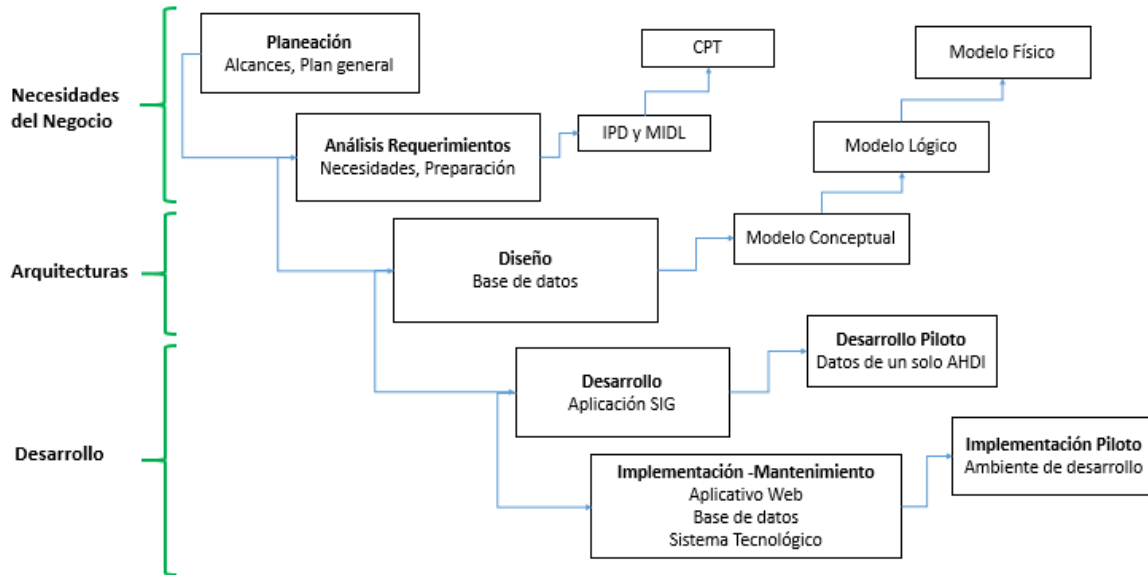 Necesidades
del Negocio
Planeación
Alcances, Plan general
Análisis Requerimientos
Necesidades, Preparación
IPD y MIDL
CPT
Modelo Físico
Modelo Lógico
Arquitecturas
Diseño
Base de datos
Modelo Conceptual
Desarrollo
Desarrollo
Aplicación SIG
Desarrollo Piloto
Datos de un solo AHDI
Implementación -Mantenimiento
Aplicativo Web
Base de datos
Sistema Tecnológico
Implementación Piloto
Ambiente de desarrollo